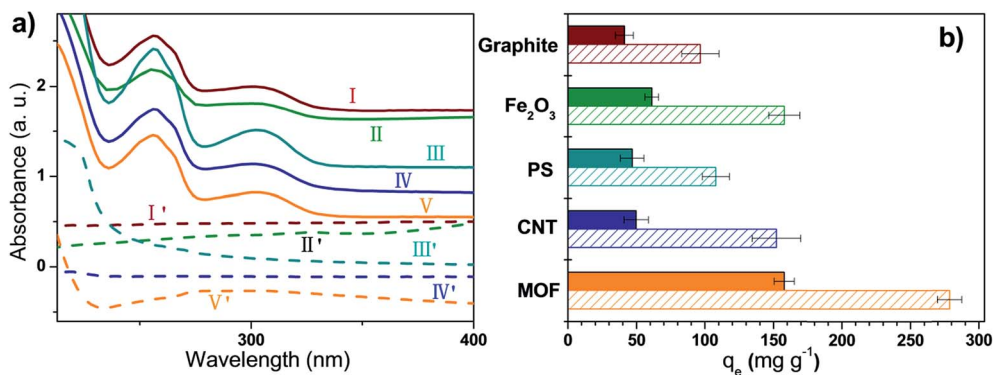 a)
Absorbance (a. u.)
2
1
0
I
II
III
IV
V
I'
II'
III'
IV'
V'
300
400
Wavelength (nm)
b)
Graphite
Fe₂O₃
PS
CNT
MOF
0 50 100 150 200 250 300
qₑ (mg g⁻¹)